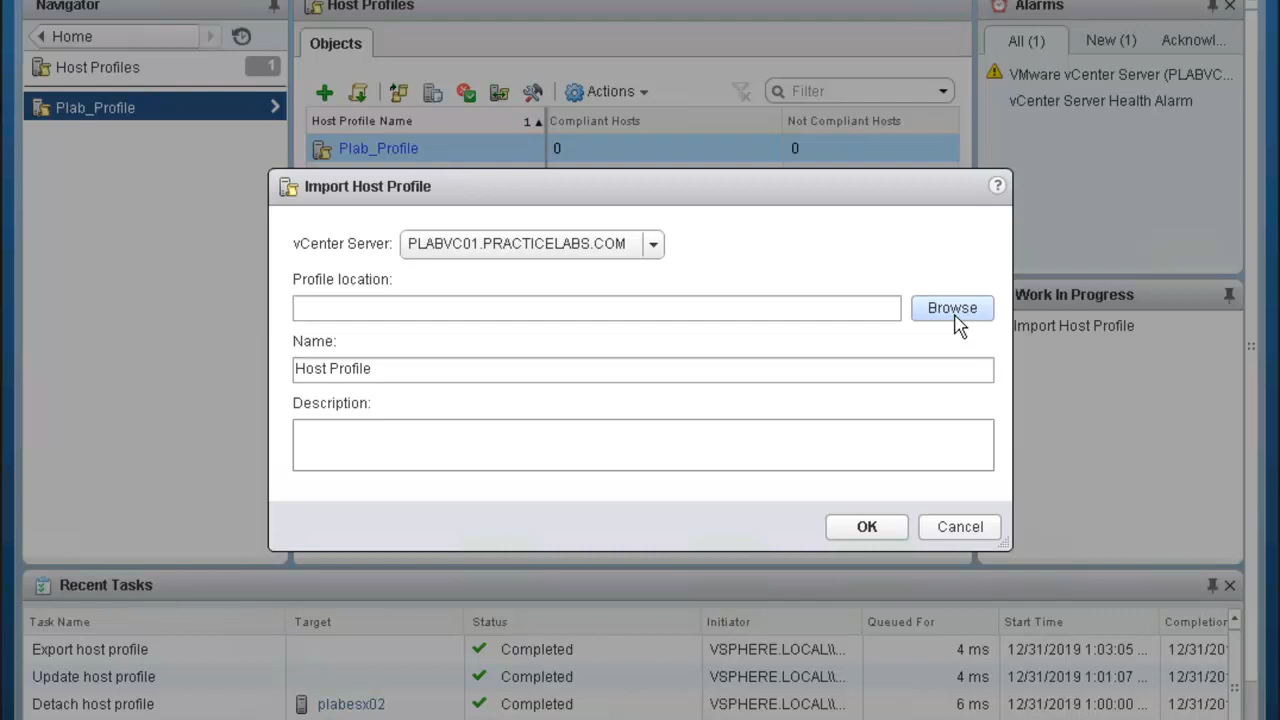 Navigator
Home
Host Profiles
1
Plab_Profile
Host Profiles
Objects
Actions
Filter
Host Profile Name 1 ▲ Compliant Hosts Not Compliant Hosts
Plab_Profile 0 0
Alarms
All (1) New (1) Acknowl...
VMware vCenter Server (PLABVC...
vCenter Server Health Alarm
Import Host Profile
?
vCenter Server: PLABVC01.PRACTICELABS.COM
Profile location:
Browse
Name:
Host Profile
Description:
OK Cancel
Work In Progress
Import Host Profile
Recent Tasks
Task Name Target Status Initiator Queued For Start Time Completion
Export host profile Completed VSPHERE.LOCAL\\... 4 ms 12/31/2019 1:03:05 ... 12/31/20
Update host profile Completed VSPHERE.LOCAL\\... 4 ms 12/31/2019 1:01:07 ... 12/31/20
Detach host profile plabesx02 Completed VSPHERE.LOCAL\\... 6 ms 12/31/2019 1:00:00 ... 12/31/20